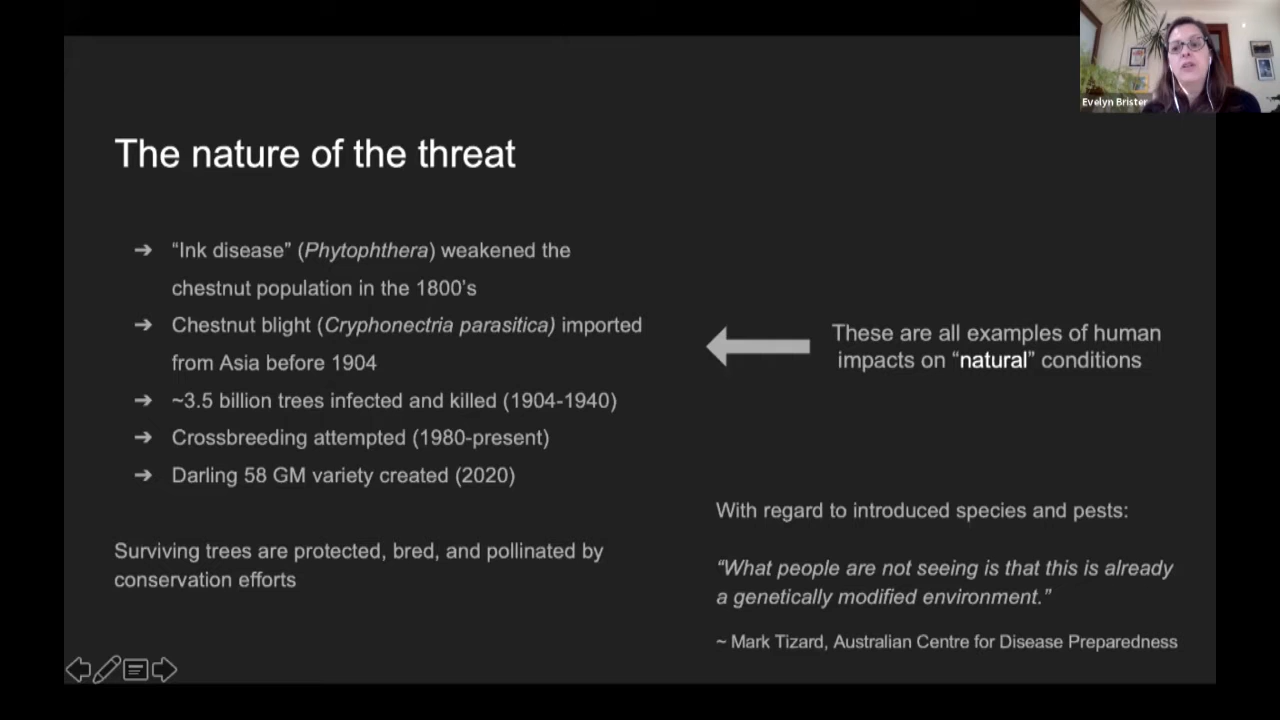 The nature of the threat
➔ “Ink disease” (Phytophthera) weakened the
chestnut population in the 1800’s
➔ Chestnut blight (Cryphonectria parasitica) imported
from Asia before 1904
➔ ~3.5 billion trees infected and killed (1904-1940)
➔ Crossbreeding attempted (1980-present)
➔ Darling 58 GM variety created (2020)
Surviving trees are protected, bred, and pollinated by
conservation efforts
These are all examples of human
impacts on “natural” conditions
With regard to introduced species and pests:
“What people are not seeing is that this is already
a genetically modified environment.”
~ Mark Tizard, Australian Centre for Disease Preparedness
Evelyn Brister